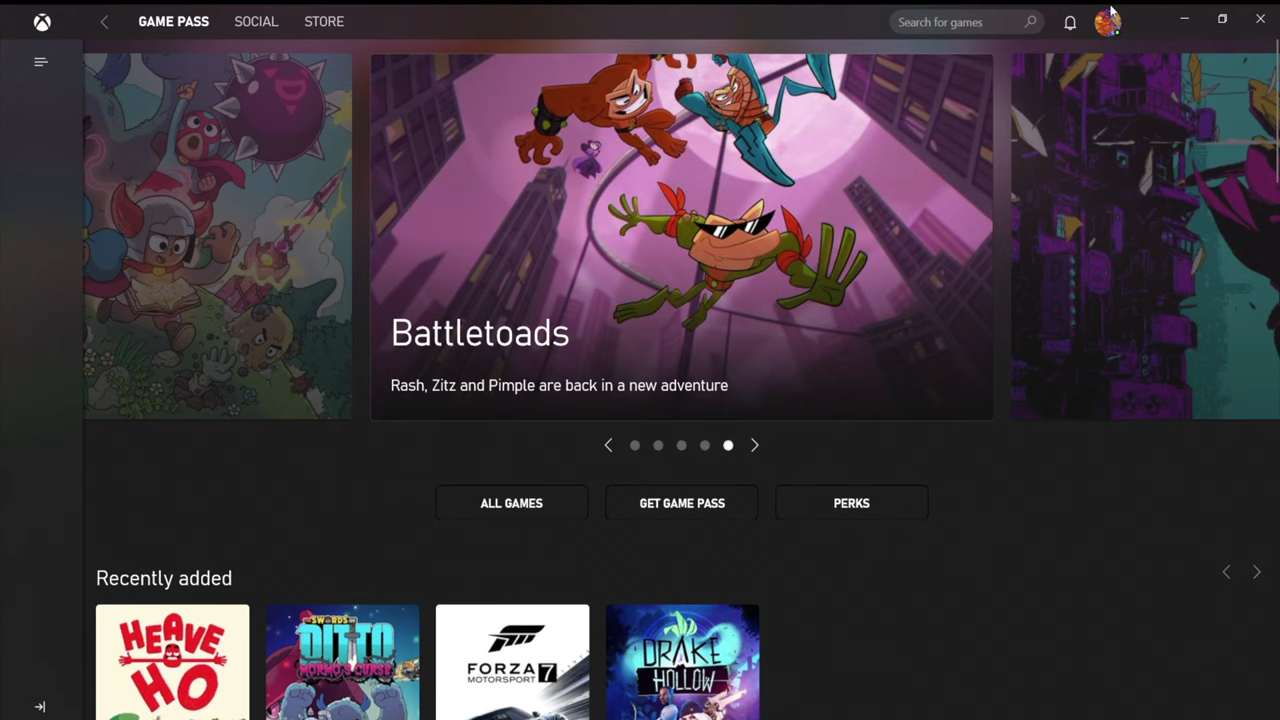 GAME PASS SOCIAL STORE Search for games
Battletoads
Rash, Zitz and Pimple are back in a new adventure
ALL GAMES GET GAME PASS PERKS
Recently added
HEAVE
HO
THE SWORDS OF
DITTO
MORMO'S CURSE
FORZA
MOTORSPORT 7
DRAKE
HOLLOW